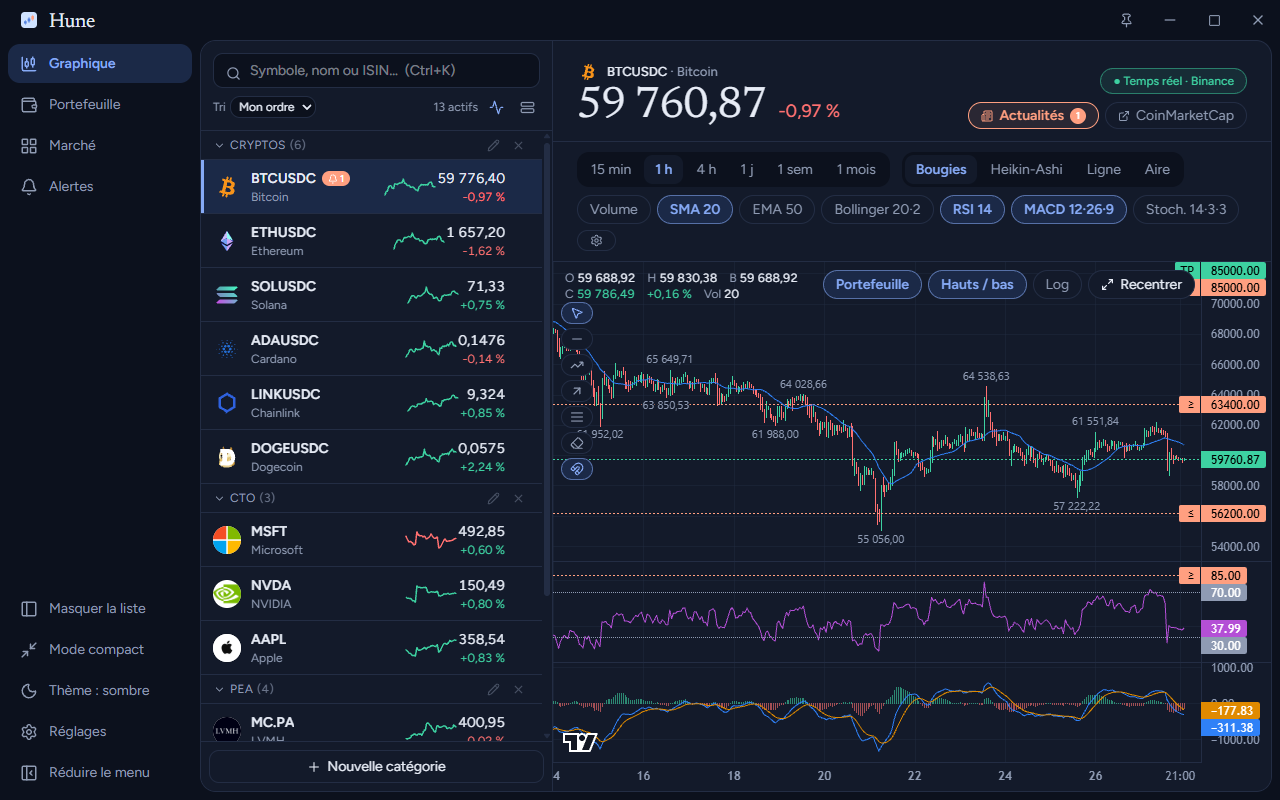 Hune
Graphique
Portefeuille
Marché
Alertes
Masquer la liste
Mode compact
Thème : sombre
Réglages
Réduire le menu
Symbole, nom ou ISIN... (Ctrl+K)
Tri Mon ordre 13 actifs
CRYPTOS (6)
BTCUSDC 1 59 776,40
Bitcoin -0,97 %
ETHUSDC 1 657,20
Ethereum -1,62 %
SOLUSDC 71,33
Solana +0,75 %
ADAUSDC 0,1476
Cardano -0,14 %
LINKUSDC 9,324
Chainlink +0,85 %
DOGEUSDC 0,0575
Dogecoin +2,24 %
CTO (3)
MSFT 492,85
Microsoft +0,60 %
NVDA 150,49
NVIDIA +0,80 %
AAPL 358,54
Apple +0,83 %
PEA (4)
MC.PA 400,95
LVMH LVMH -0,02 %
+ Nouvelle catégorie
BTCUSDC · Bitcoin
59 760,87 -0,97 %
Temps réel · Binance
Actualités 1 CoinMarketCap
15 min 1 h 4 h 1 j 1 sem 1 mois Bougies Heikin-Ashi Ligne Aire
Volume SMA 20 EMA 50 Bollinger 20·2 RSI 14 MACD 12·26·9 Stoch. 14·3·3
O 59 688,92 H 59 830,38 B 59 688,92
C 59 786,49 +0,16 % Vol 20
Portefeuille Hauts / bas Log Recentrer
TP 85000.00
85000.00
70000.00
68000.00
66000.00
64000.00
≥ 63400.00
62000.00
59760.87
58000.00
≤ 56200.00
54000.00
65 649,71
63 850,53
952,02
64 028,66
61 988,00
55 056,00
64 538,63
61 551,84
57 222,22
≥ 85.00
70.00
37.99
30.00
1000.00
0.00
−177.83
−311.38
−1000.00
4 16 18 20 22 24 26 21:00